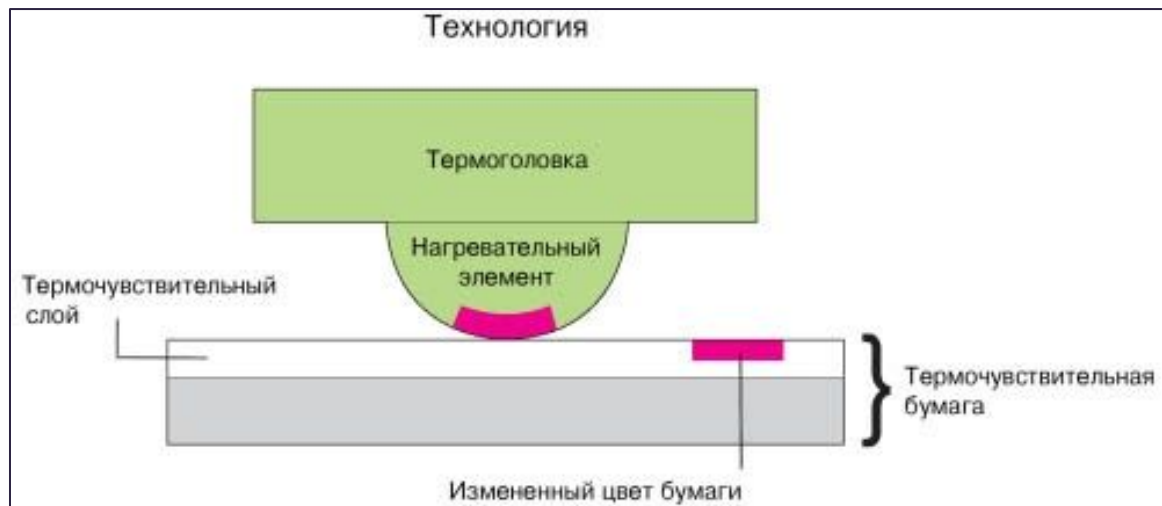 Технология
Термоголовка
Нагревательный
элемент
Термочувствительный
слой
Термочувствительная
бумага
Измененный цвет бумаги